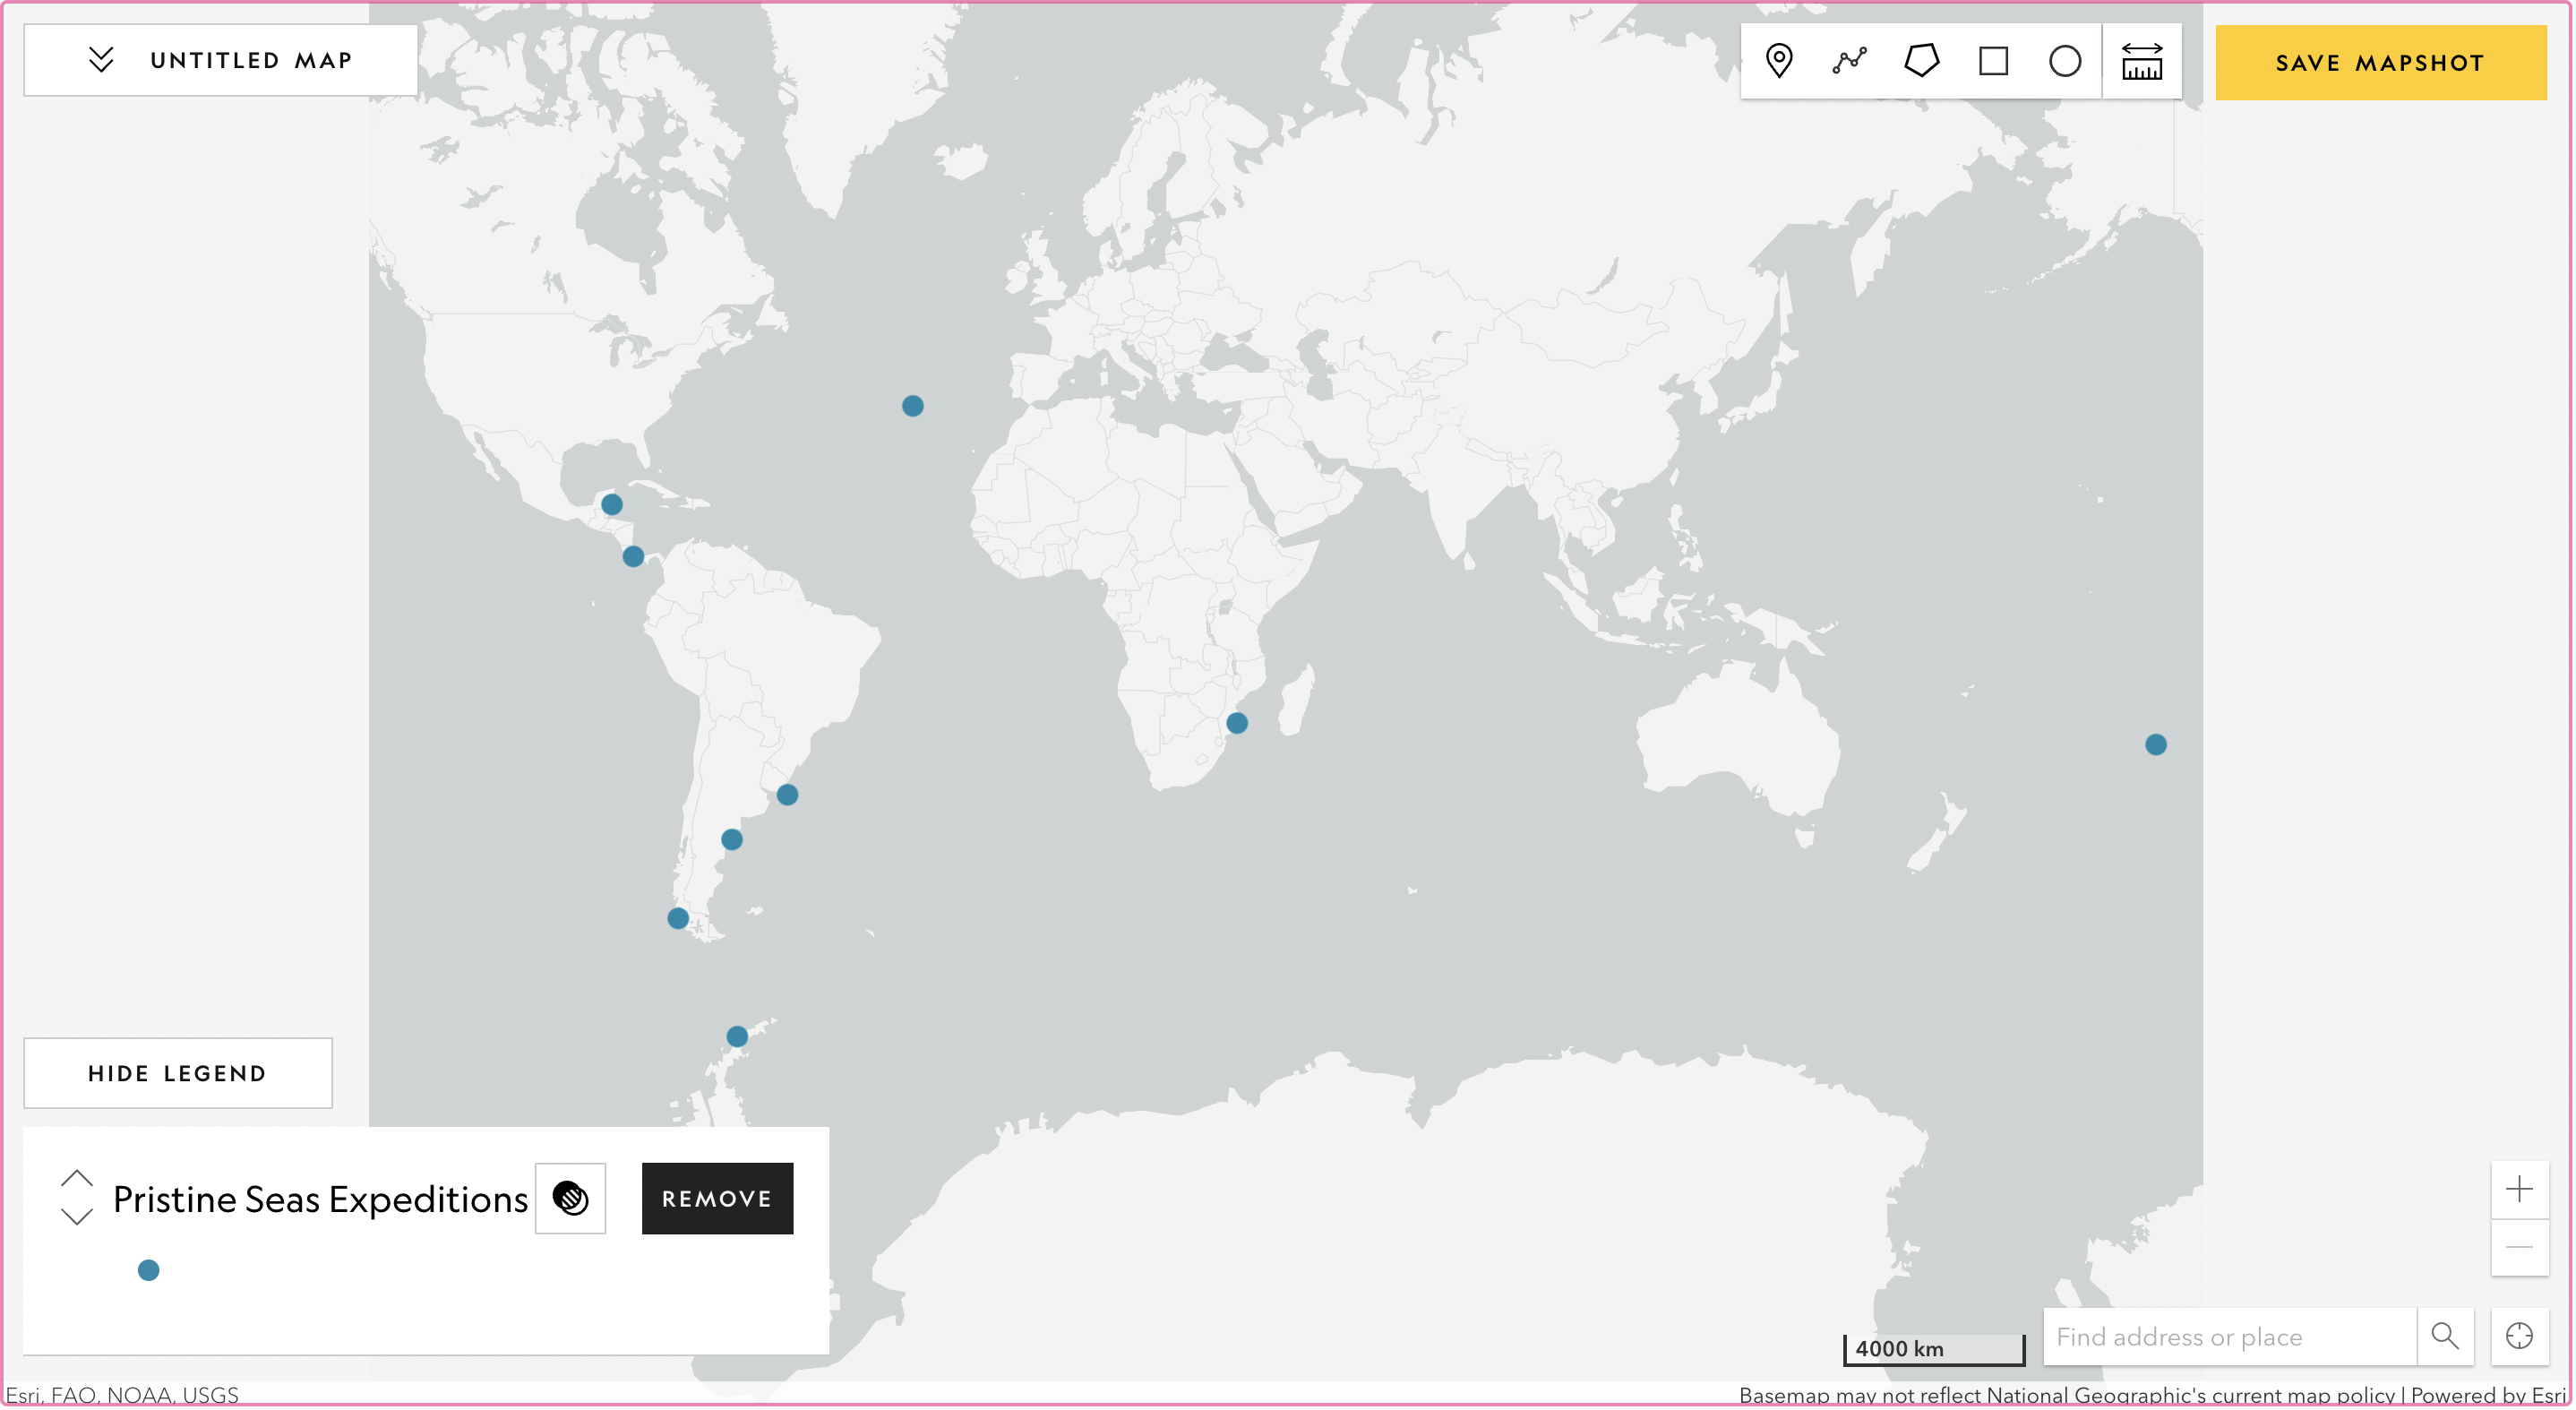 UNTITLED MAP
SAVE MAPSHOT
HIDE LEGEND
Pristine Seas Expeditions
REMOVE
4000 km
Find address or place
Esri, FAO, NOAA, USGS
Basemap may not reflect National Geographic's current map policy | Powered by Esri